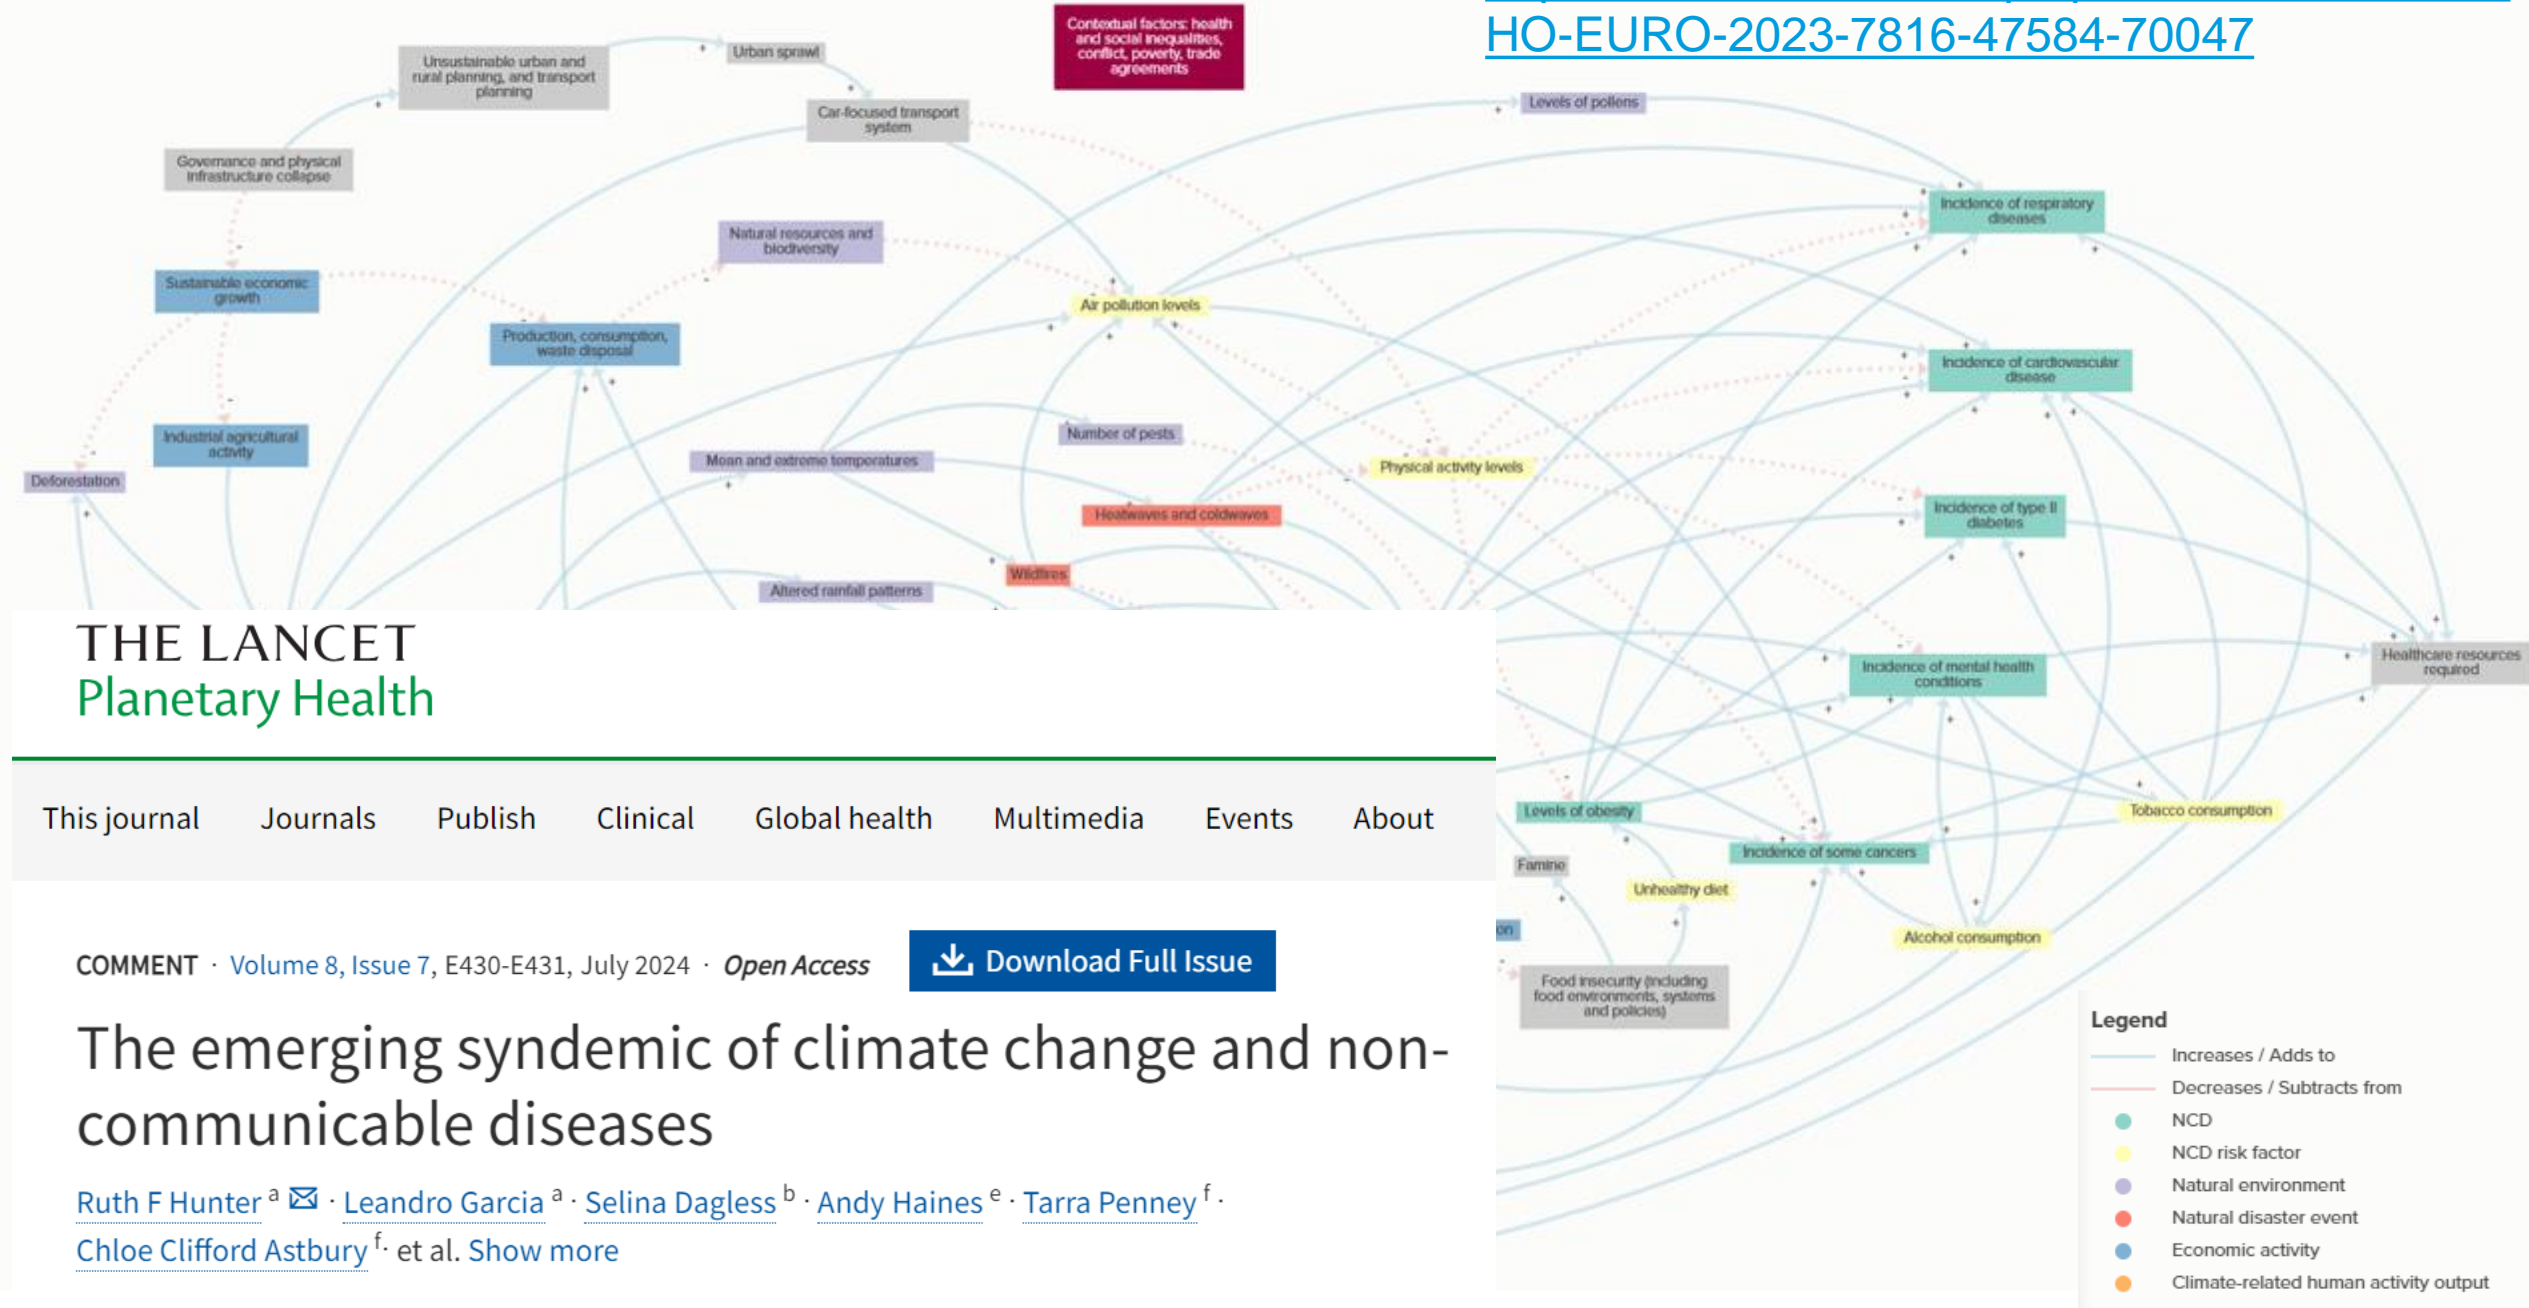 HO-EURO-2023-7816-47584-70047
Contextual factors: health
and social inequalities,
conflict, poverty, trade
agreements
Unsustainable urban and
rural planning, and transport
planning
Urban sprawl
Car-focused transport
system
Levels of pollens
Governance and physical
infrastructure collapse
Natural resources and
biodiversity
Incidence of respiratory
diseases
Sustainable economic
growth
Air pollution levels
Production, consumption,
waste disposal
Incidence of cardiovascular
disease
Industrial agricultural
activity
Number of pests
Mean and extreme temperatures
Physical activity levels
Deforestation
Heatwaves and coldwaves
Incidence of type II
diabetes
Wildfires
Altered rainfall patterns
Incidence of mental health
conditions
Healthcare resources
required
Levels of obesity
Tobacco consumption
Incidence of some cancers
Famine
Unhealthy diet
on
Alcohol consumption
Food insecurity (including
food environments, systems
and policies)
THE LANCET
Planetary Health
This journal Journals Publish Clinical Global health Multimedia Events About
COMMENT · Volume 8, Issue 7, E430-E431, July 2024 · Open Access Download Full Issue
The emerging syndemic of climate change and non-
communicable diseases
Ruth F Hunter a · Leandro Garcia a · Selina Dagless b · Andy Haines e · Tarra Penney f ·
Chloe Clifford Astbury f · et al. Show more
Legend
Increases / Adds to
Decreases / Subtracts from
NCD
NCD risk factor
Natural environment
Natural disaster event
Economic activity
Climate-related human activity output